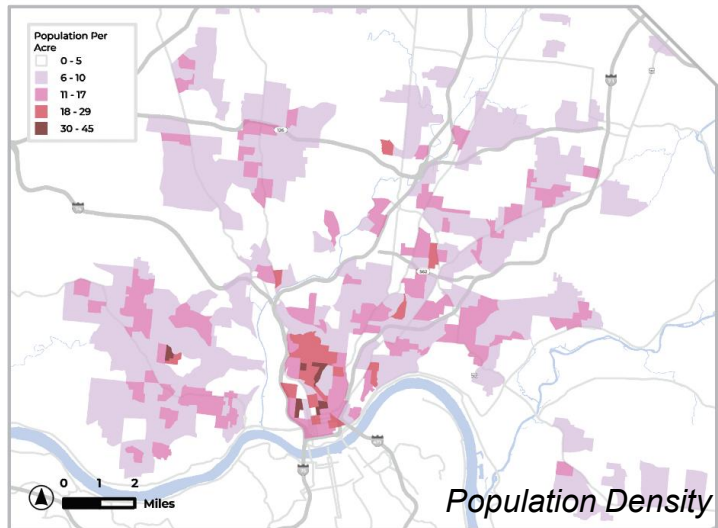 Population Per
Acre
0 - 5
6 - 10
11 - 17
18 - 29
30 - 45
0 1 2
Miles
Population Density